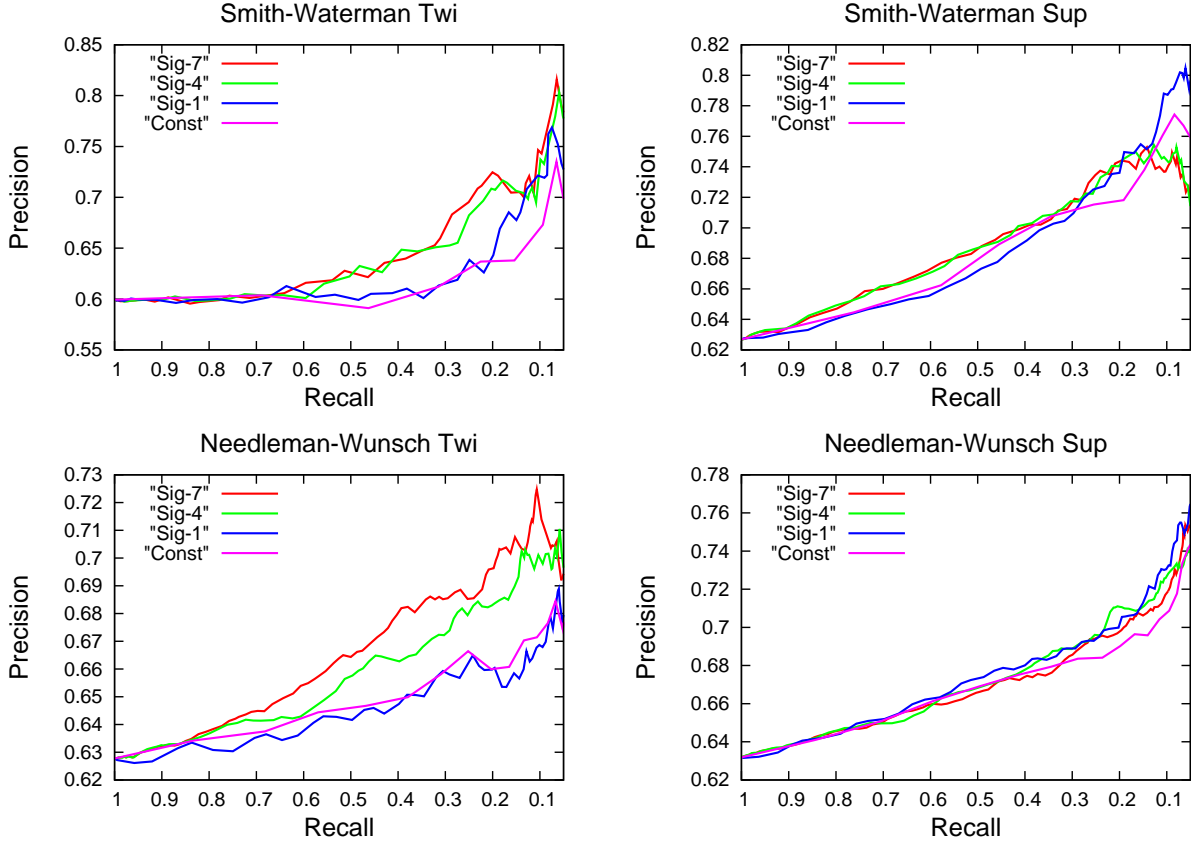 Smith-Waterman Twi
Precision
0.85
0.8
0.75
0.7
0.65
0.6
0.55
"Sig-7"
"Sig-4"
"Sig-1"
"Const"
1 0.9 0.8 0.7 0.6 0.5 0.4 0.3 0.2 0.1
Recall
Smith-Waterman Sup
Precision
0.82
0.8
0.78
0.76
0.74
0.72
0.7
0.68
0.66
0.64
0.62
"Sig-7"
"Sig-4"
"Sig-1"
"Const"
1 0.9 0.8 0.7 0.6 0.5 0.4 0.3 0.2 0.1
Recall
Needleman-Wunsch Twi
Precision
0.73
0.72
0.71
0.7
0.69
0.68
0.67
0.66
0.65
0.64
0.63
0.62
"Sig-7"
"Sig-4"
"Sig-1"
"Const"
1 0.9 0.8 0.7 0.6 0.5 0.4 0.3 0.2 0.1
Recall
Needleman-Wunsch Sup
Precision
0.78
0.76
0.74
0.72
0.7
0.68
0.66
0.64
0.62
"Sig-7"
"Sig-4"
"Sig-1"
"Const"
1 0.9 0.8 0.7 0.6 0.5 0.4 0.3 0.2 0.1
Recall